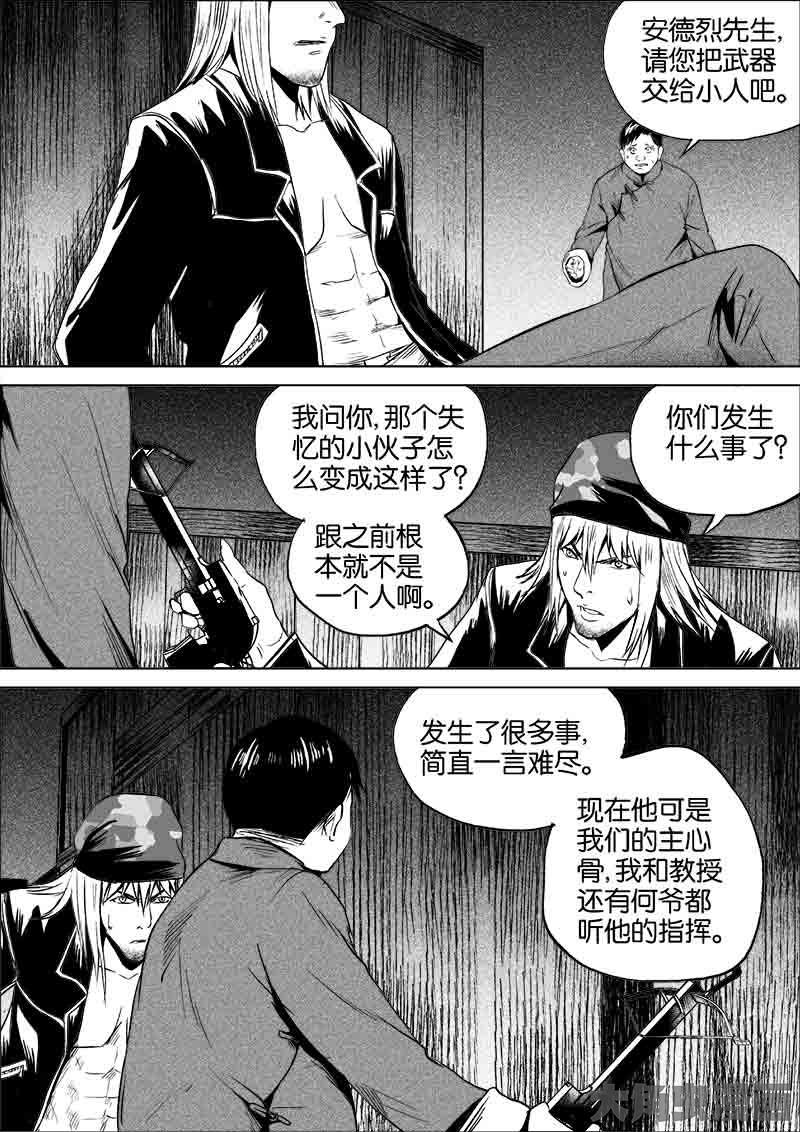 安德烈先生,
请您把武器
交给小人吧。
我问你,那个失
忆的小伙子怎
么变成这样了?
跟之前根
本就不是
一个人啊。
你们发生
什么事了?
发生了很多事,
简直一言难尽。
现在他可是
我们的主心
骨,我和教授
还有何爷都
听他的指挥。